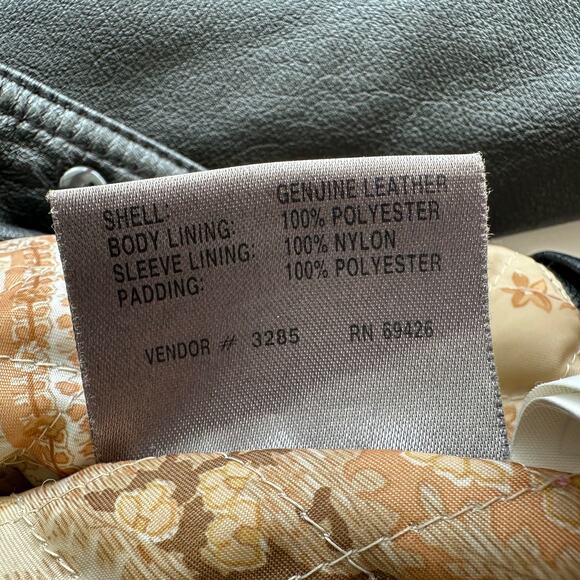 SHELL: GENUINE LEATHER
BODY LINING: 100% POLYESTER
SLEEVE LINING: 100% NYLON
PADDING: 100% POLYESTER
VENDOR # 3285 RN 69426